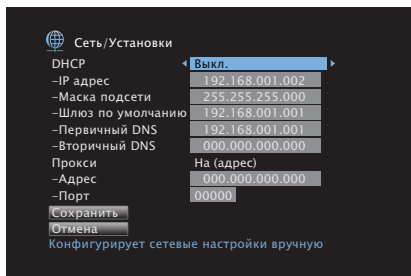 Сеть/Установки
DHCP Выкл.
–IP адрес 192.168.001.002
–Маска подсети 255.255.255.000
–Шлюз по умолчанию 192.168.001.001
–Первичный DNS 192.168.001.001
–Вторичный DNS 000.000.000.000
Прокси На (адрес)
–Адрес 000.000.000.000
–Порт 00000
Сохранить
Отмена
Конфигурирует сетевые настройки вручную